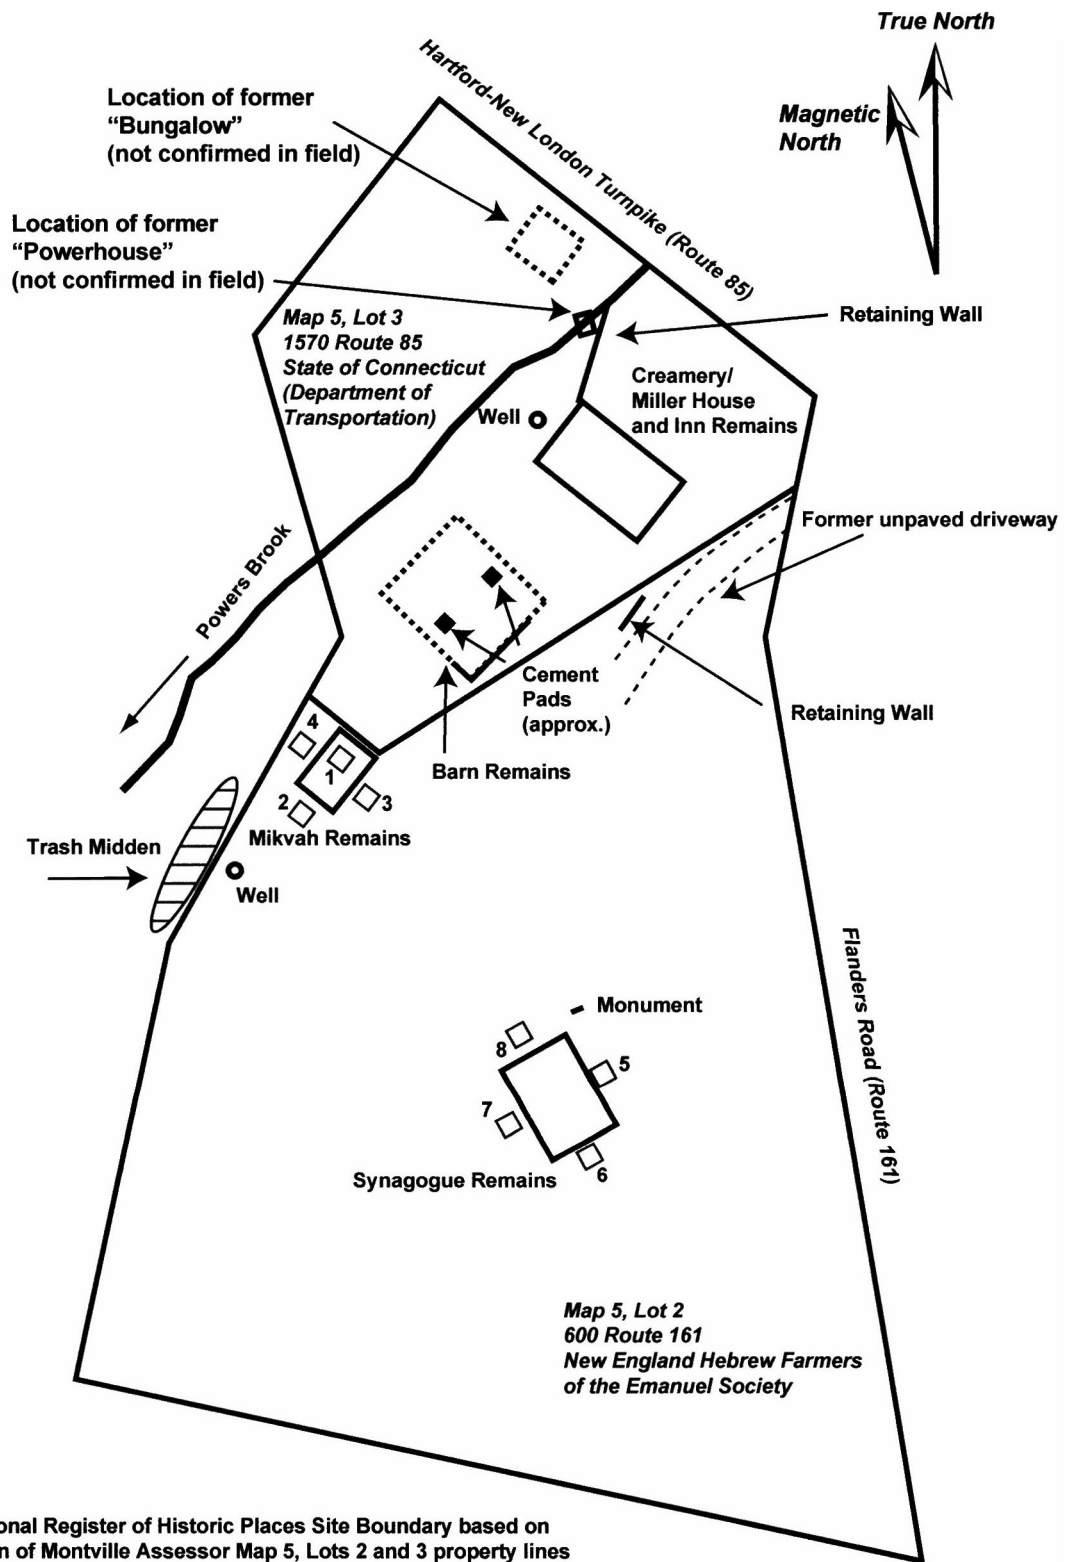 True North
Hartford-New London Turnpike (Route 85)
Location of former
“Bungalow”
(not confirmed in field)
Magnetic
North
Location of former
“Powerhouse”
(not confirmed in field)
Map 5, Lot 3
1570 Route 85
State of Connecticut
(Department of
Transportation)
Retaining Wall
Creamery/
Miller House
and Inn Remains
Well
Former unpaved driveway
Powers Brook
Cement
Pads
(approx.)
Retaining Wall
Barn Remains
4
1
2
3
Mikvah Remains
Trash Midden
Well
Flanders Road (Route 161)
Monument
8
5
7
6
Synagogue Remains
Map 5, Lot 2
600 Route 161
New England Hebrew Farmers
of the Emanuel Society
onal Register of Historic Places Site Boundary based on
n of Montville Assessor Map 5, Lots 2 and 3 property lines